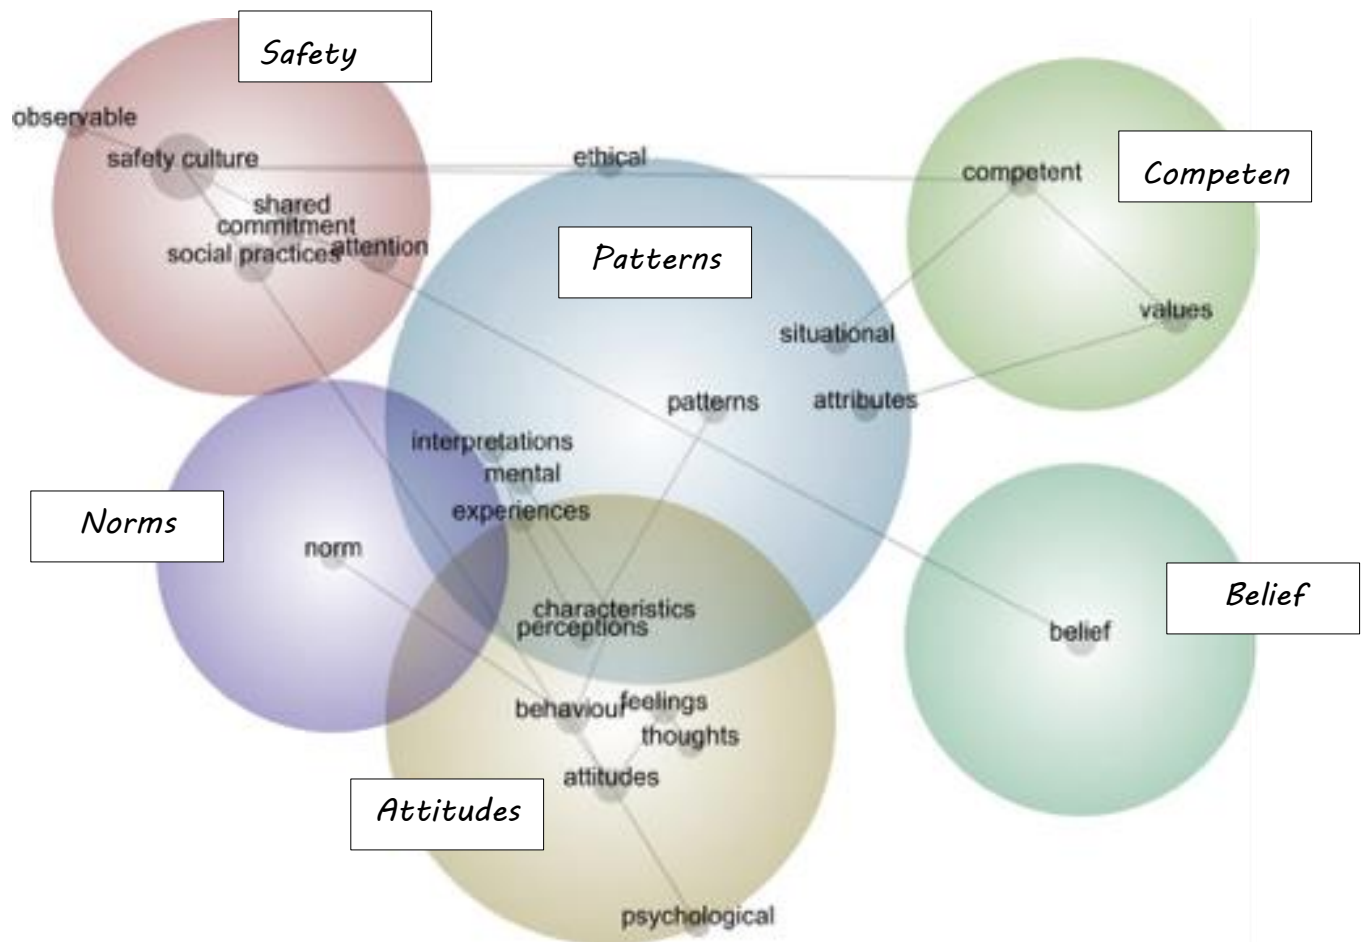 Safety
observable
safety culture
ethical
competent
Competen
shared
commitment
attention
social practices
Patterns
values
situational
patterns
attributes
interpretations
mental
experiences
Norms
norm
Belief
characteristics
perceptions
belief
feelings
behaviour
thoughts
attitudes
Attitudes
psychological